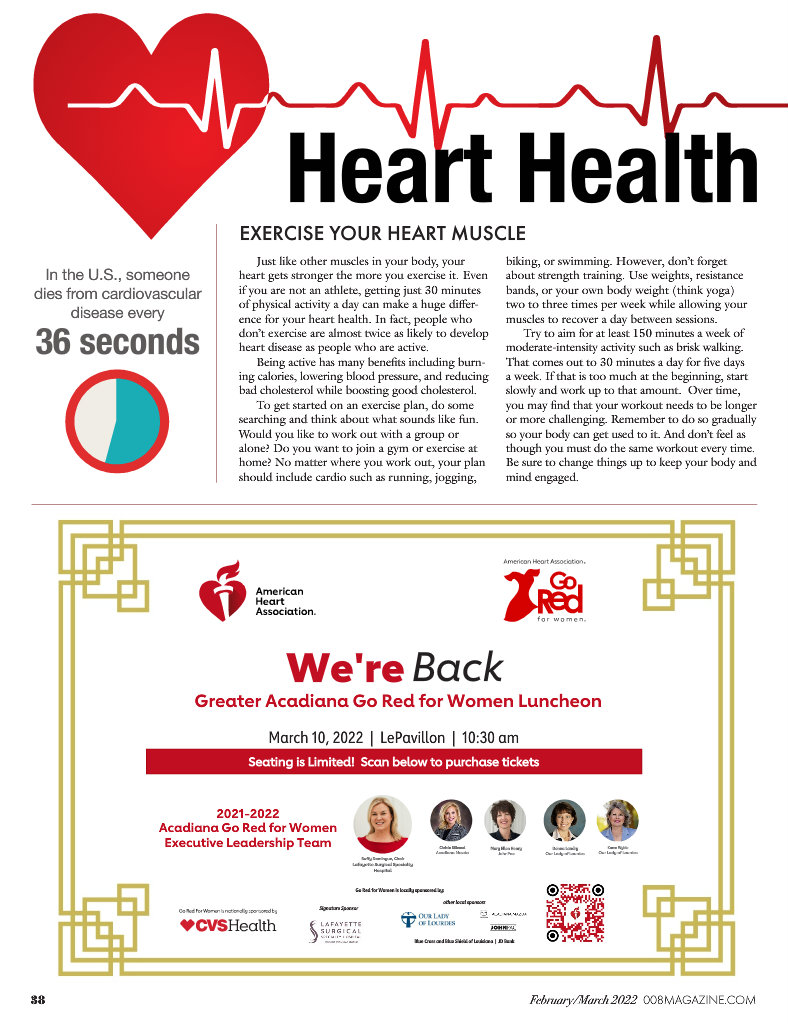 Heart Health
In the U.S., someone
dies from cardiovascular
disease every
36 seconds
EXERCISE YOUR HEART MUSCLE
Just like other muscles in your body, your
heart gets stronger the more you exercise it. Even
if you are not an athlete, getting just 30 minutes
of physical activity a day can make a huge differ-
ence for your heart health. In fact, people who
don’t exercise are almost twice as likely to develop
heart disease as people who are active.
Being active has many benefits including burn-
ing calories, lowering blood pressure, and reducing
bad cholesterol while boosting good cholesterol.
To get started on an exercise plan, do some
searching and think about what sounds like fun.
Would you like to work out with a group or
alone? Do you want to join a gym or exercise at
home? No matter where you work out, your plan
should include cardio such as running, jogging,
biking, or swimming. However, don’t forget
about strength training. Use weights, resistance
bands, or your own body weight (think yoga)
two to three times per week while allowing your
muscles to recover a day between sessions.
Try to aim for at least 150 minutes a week of
moderate-intensity activity such as brisk walking.
That comes out to 30 minutes a day for five days
a week. If that is too much at the beginning, start
slowly and work up to that amount. Over time,
you may find that your workout needs to be longer
or more challenging. Remember to do so gradually
so your body can get used to it. And don’t feel as
though you must do the same workout every time.
Be sure to change things up to keep your body and
mind engaged.
American
Heart
Association.
American Heart Association.
Go
Red
for women.
We're Back
Greater Acadiana Go Red for Women Luncheon
March 10, 2022 | LePavillon | 10:30 am
Seating is Limited! Scan below to purchase tickets
2021-2022
Acadiana Go Red for Women
Executive Leadership Team
Chair
Lafayette Surgical Specialty
Hospital
Mary Ellen Henry
Donna Landry
Our Lady of Lourdes
Our Lady of Lourdes
Go Red for Women is locally sponsored by:
Go Red For Women is nationally sponsored by
CVSHealth
Signature Sponsor
LAFAYETTE
SURGICAL
SPECIALTY HOSPITAL
other local sponsors
OUR LADY
OF LOURDES
Blue Cross and Blue Shield of Louisiana | JD Bank
38
February/March 2022 008MAGAZINE.COM